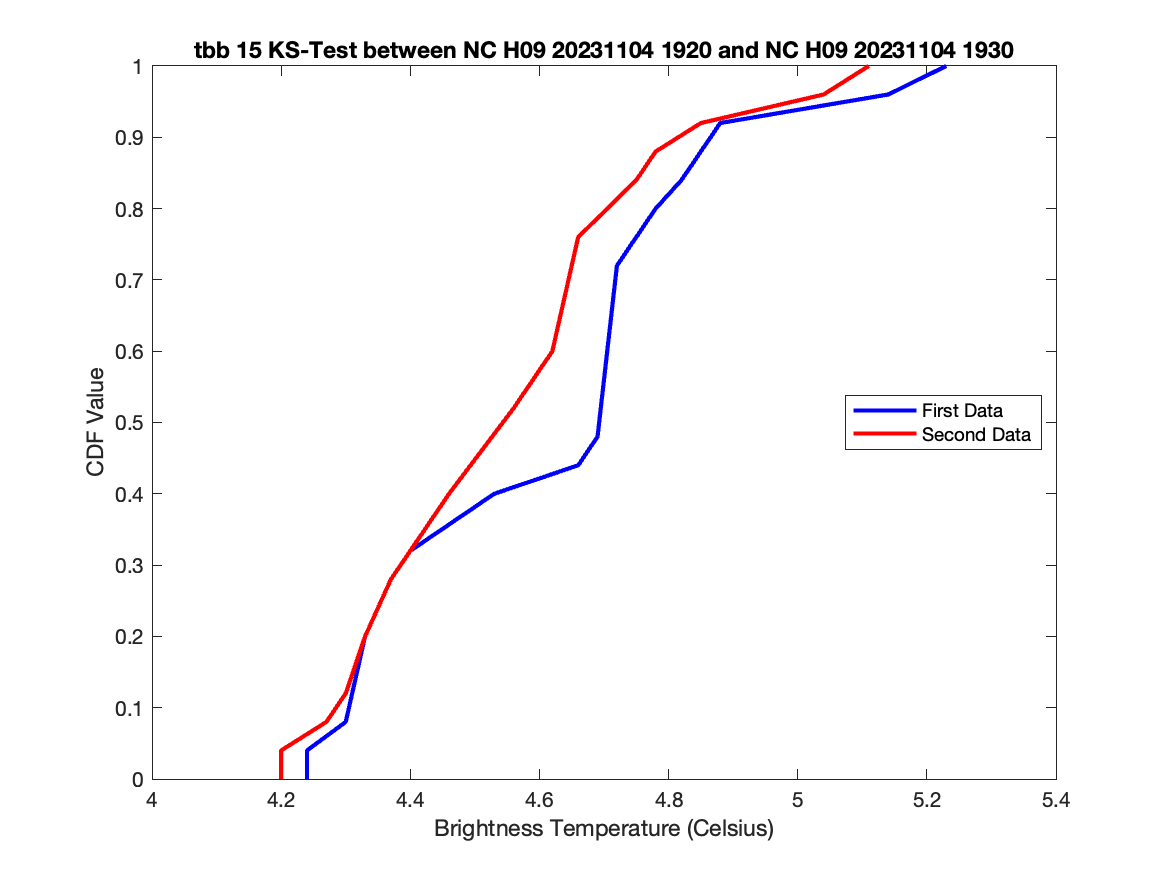 tbb 15 KS-Test between NC H09 20231104 1920 and NC H09 20231104 1930
1
0.9
0.8
0.7
0.6
0.5
0.4
0.3
0.2
0.1
0
CDF Value
First Data
Second Data
4 4.2 4.4 4.6 4.8 5 5.2 5.4
Brightness Temperature (Celsius)